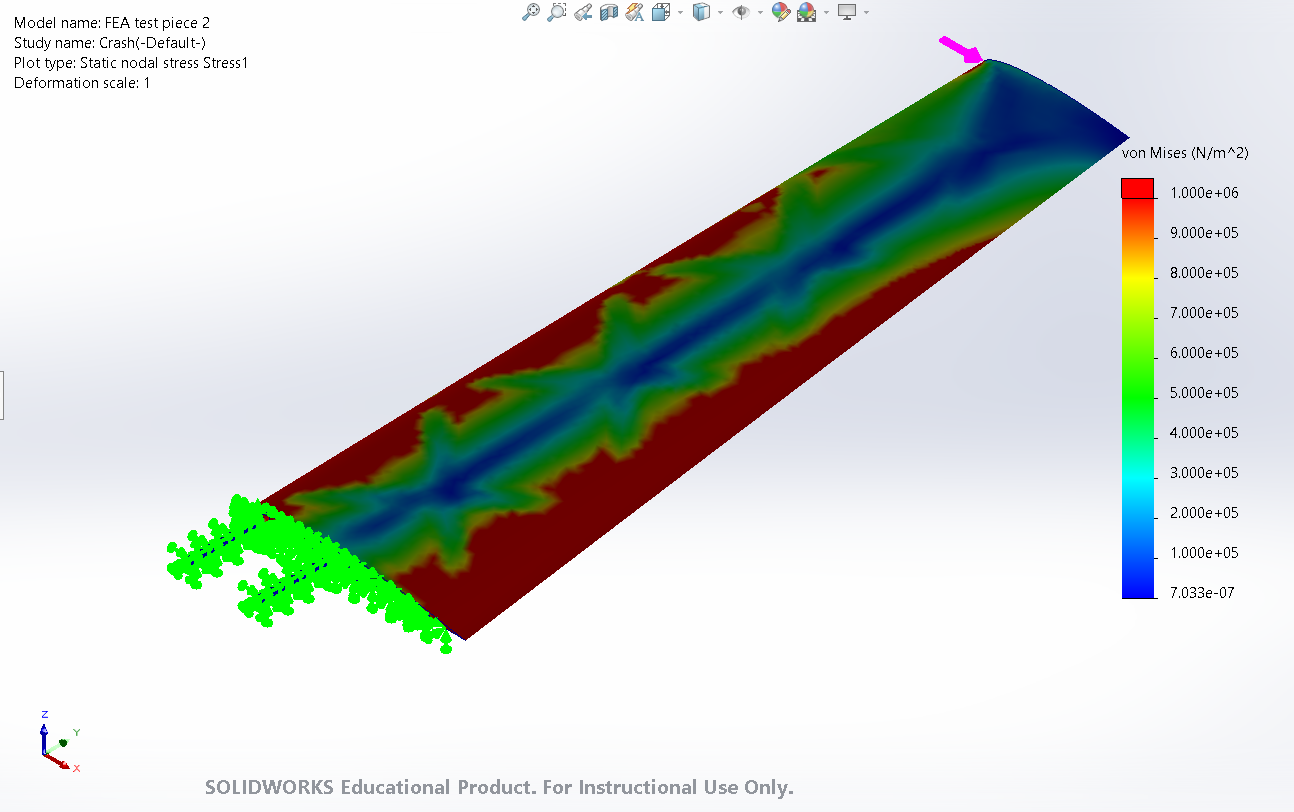 Model name: FEA test piece 2
Study name: Crash(-Default-)
Plot type: Static nodal stress Stress1
Deformation scale: 1
von Mises (N/m^2)
1.000e+06
9.000e+05
8.000e+05
7.000e+05
6.000e+05
5.000e+05
4.000e+05
3.000e+05
2.000e+05
1.000e+05
7.033e-07
Z
Y
X
SOLIDWORKS Educational Product. For Instructional Use Only.